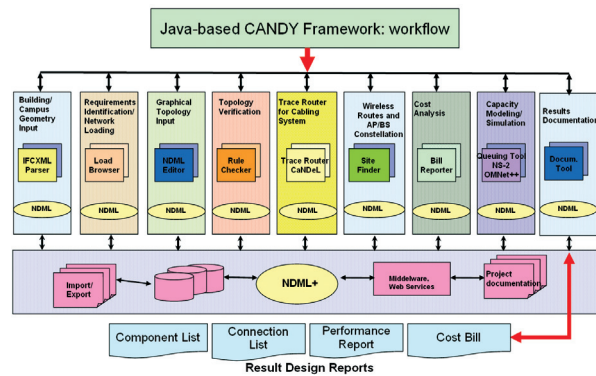 Java-based CANDY Framework: workflow
Building/
Campus
Geometry
Input
IFCXML
Parser
NDML
Requirements
Identification/
Network
Loading
Load
Browser
NDML
Graphical
Topology
Input
NDML
Editor
NDML
Topology
Verification
Rule
Checker
NDML
Trace Router
for Cabling
System
Trace Router
CaNDeL
NDML
Wireless
Routes and
AP/BS
Constellation
Site
Finder
NDML
Cost
Analysis
Bill
Reporter
NDML
Capacity
Modeling/
Simulation
Queuing Tool
NS-2
OMNet++
NDML
Results
Documentation
Docum.
Tool
NDML
Import/
Export
NDML+
Middelware,
Web Services
Project
documentation
Component List
Connection
List
Performance
Report
Cost Bill
Result Design Reports